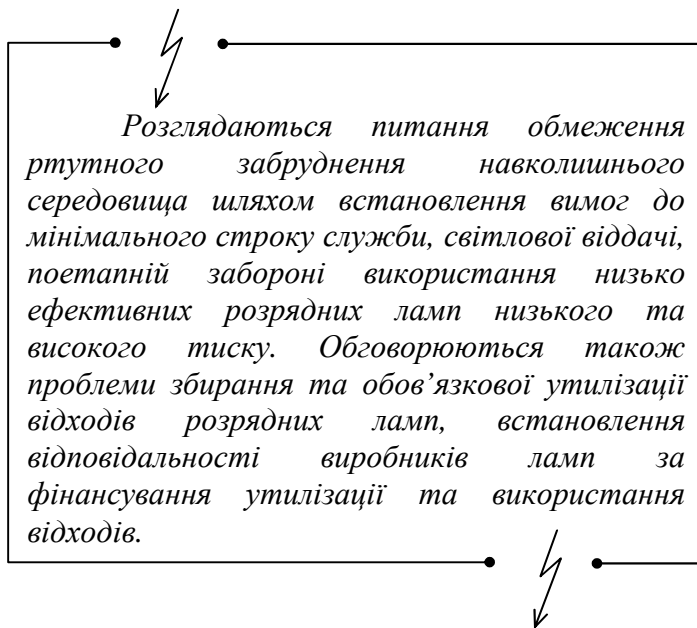 Розглядаються питання обмеження
ртутного забруднення навколишнього
середовища шляхом встановлення вимог до
мінімального строку служби, світлової віддачі,
поетапній забороні використання низько
ефективних розрядних ламп низького та
високого тиску. Обговорюються також
проблеми збирання та обов’язкової утилізації
відходів розрядних ламп, встановлення
відповідальності виробників ламп за
фінансування утилізації та використання
відходів.